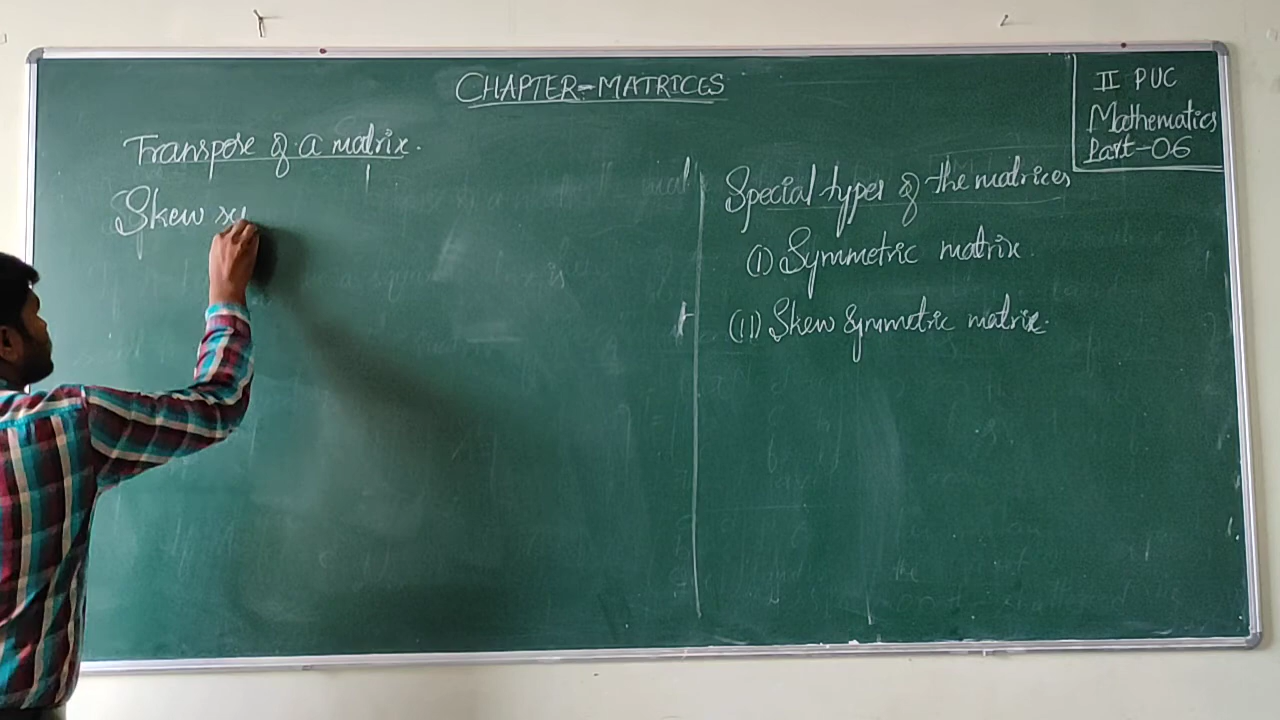 CHAPTER-MATRICES
II PUC
Mathematics
Part-06
Transpose of a matrix.
Skew sy
Special types of the matrices
(I) Symmetric matrix.
(II) Skew Symmetric matrix.